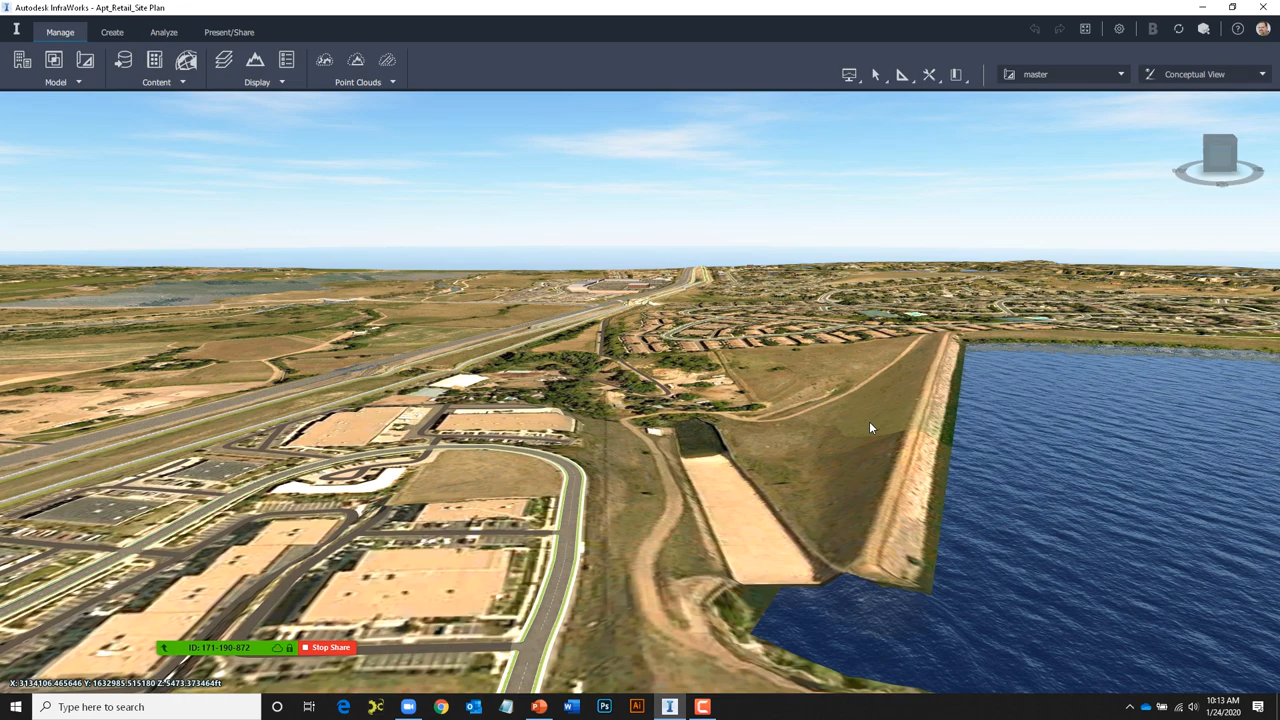 Autodesk InfraWorks - Apt_Retail_Site Plan
Manage
Create
Analyze
Present/Share
Model
Content
Display
Point Clouds
master
Conceptual View
ID: 171-190-872
Stop Share
X: 3134106.465646 Y: 1632985.515180 Z: 5473.373464ft
Type here to search
10:13 AM
1/24/2020